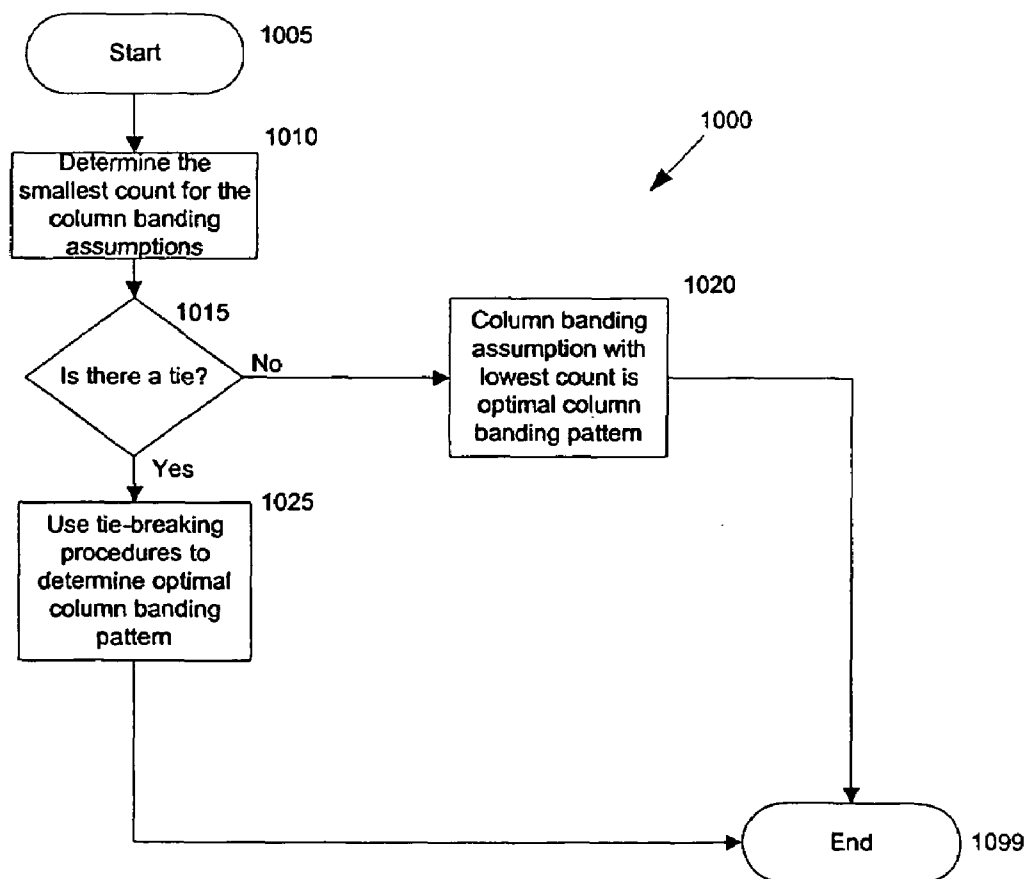 Start
1005
1010
Determine the
smallest count for the
column banding
assumptions
1000
1015
Is there a tie?
No
1020
Column banding
assumption with
lowest count is
optimal column
banding pattern
Yes
1025
Use tie-breaking
procedures to
determine optimal
column banding
pattern
End
1099